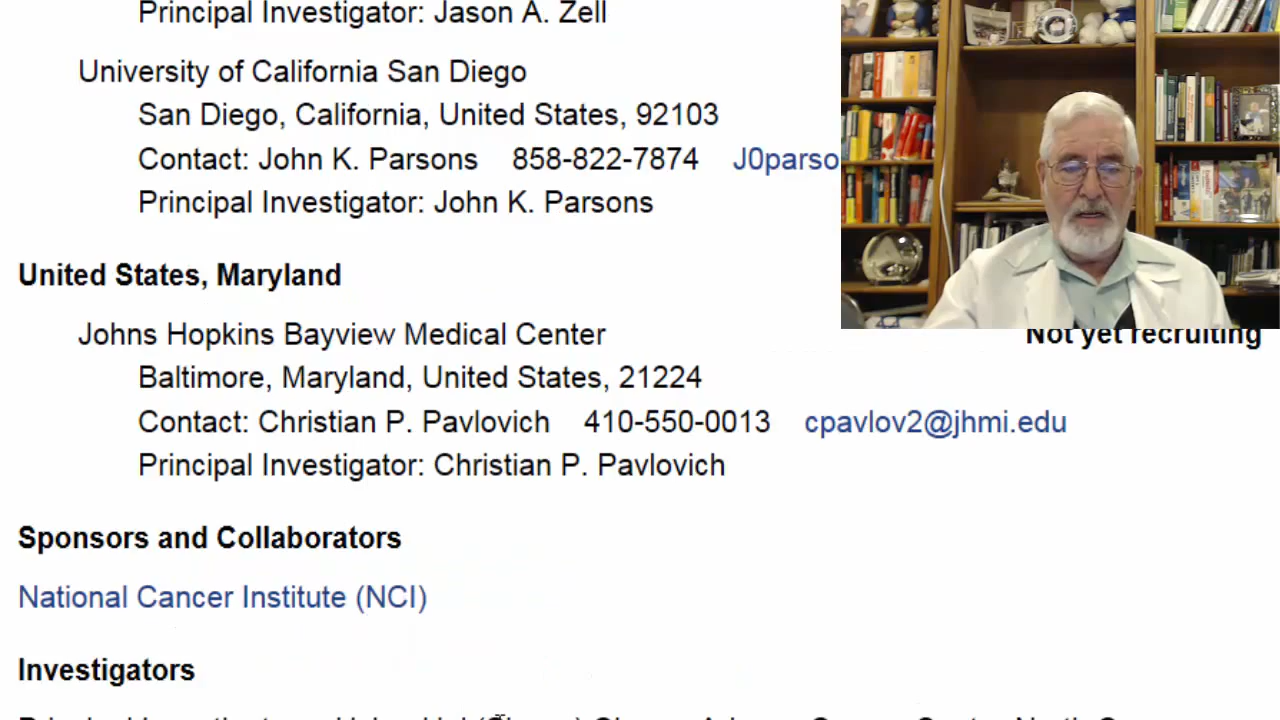 Principal Investigator: Jason A. Zell
University of California San Diego
San Diego, California, United States, 92103
Contact: John K. Parsons 858-822-7874 J0parso
Principal Investigator: John K. Parsons
United States, Maryland
Johns Hopkins Bayview Medical Center Not yet recruiting
Baltimore, Maryland, United States, 21224
Contact: Christian P. Pavlovich 410-550-0013 cpavlov2@jhmi.edu
Principal Investigator: Christian P. Pavlovich
Sponsors and Collaborators
National Cancer Institute (NCI)
Investigators